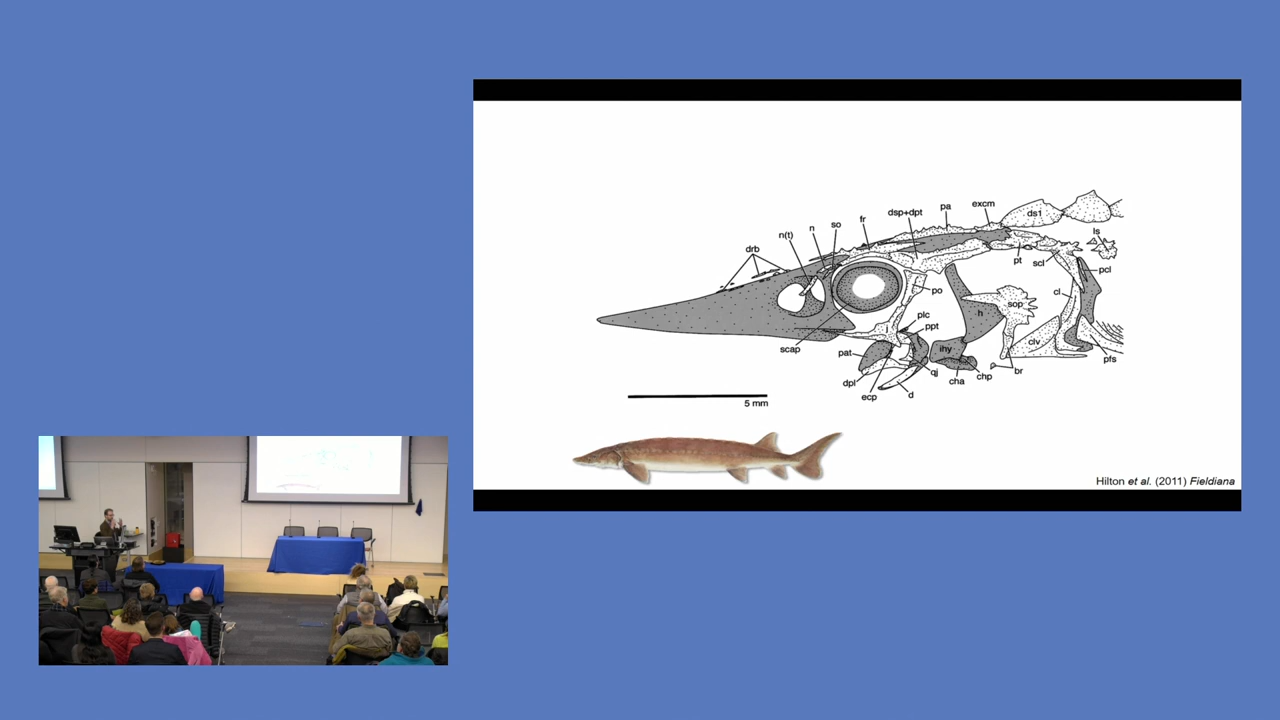 drb
n(t)
n
so
fr
dsp+dpt
pa
excm
ds1
ls
pt
scl
pcl
cl
po
sop
h
plc
ppt
clv
scap
pat
ihy
pfs
dpl
qj
cha
chp
br
ecp
d
5 mm
Hilton et al. (2011) Fieldiana